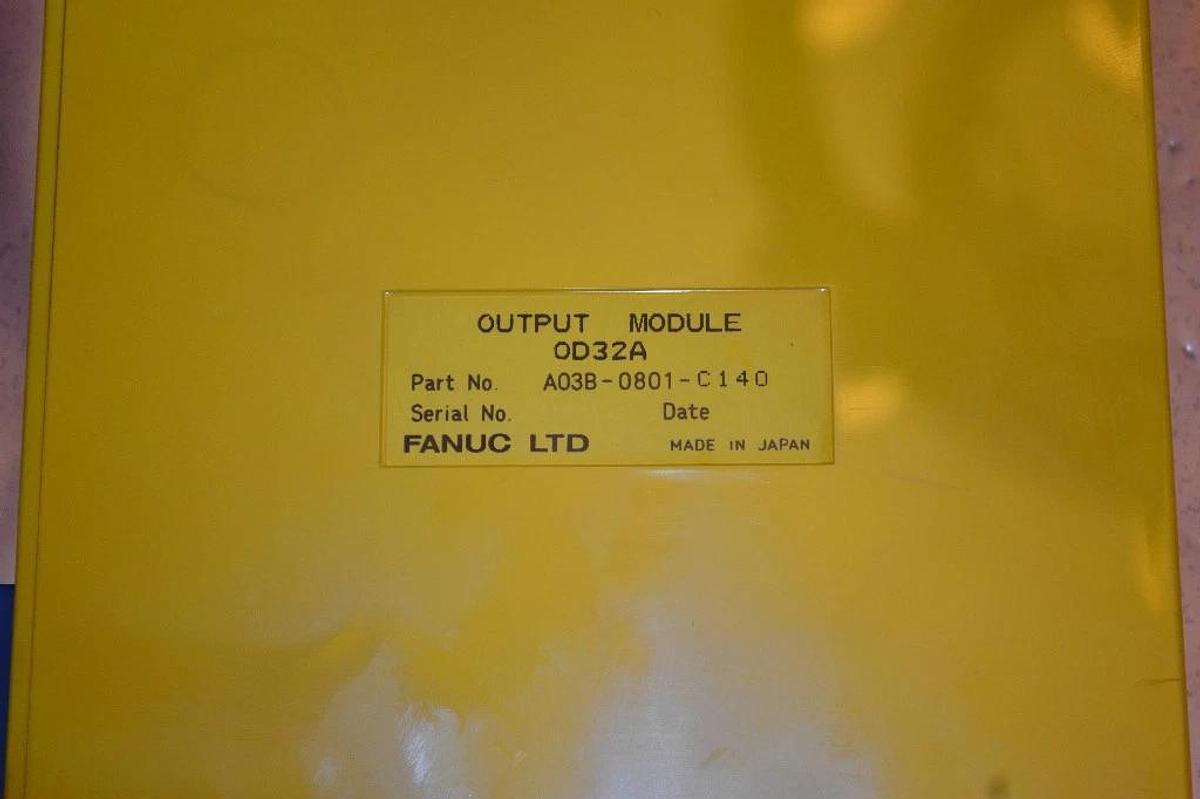 OUTPUT MODULE
OD32A
Part No. A03B-0801-C140
Serial No. Date
FANUC LTD MADE IN JAPAN